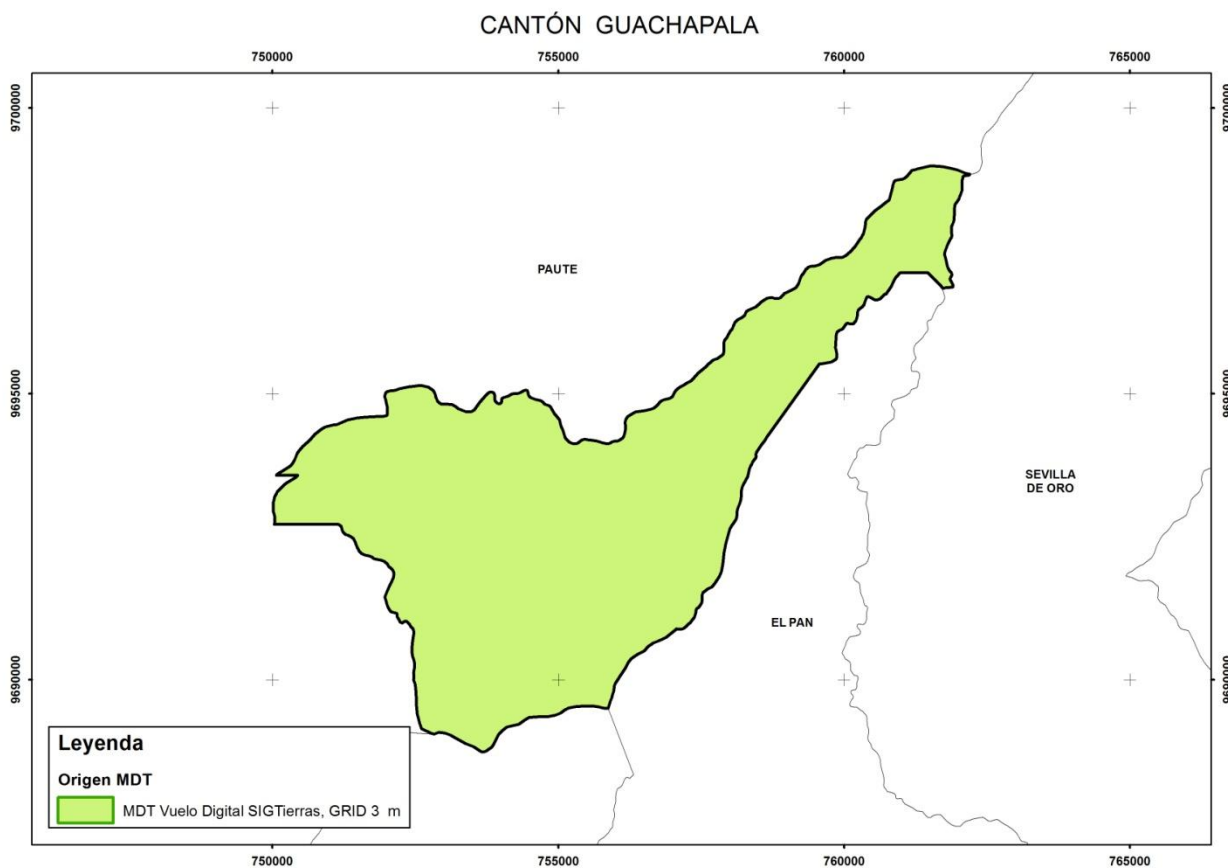 CANTÓN GUACHAPALA
750000
755000
760000
765000
9700000
9700000
PAUTE
9695000
9695000
SEVILLA
DE ORO
EL PAN
9690000
9690000
Leyenda
Origen MDT
MDT Vuelo Digital SIGTierras, GRID 3 m
750000
755000
760000
765000